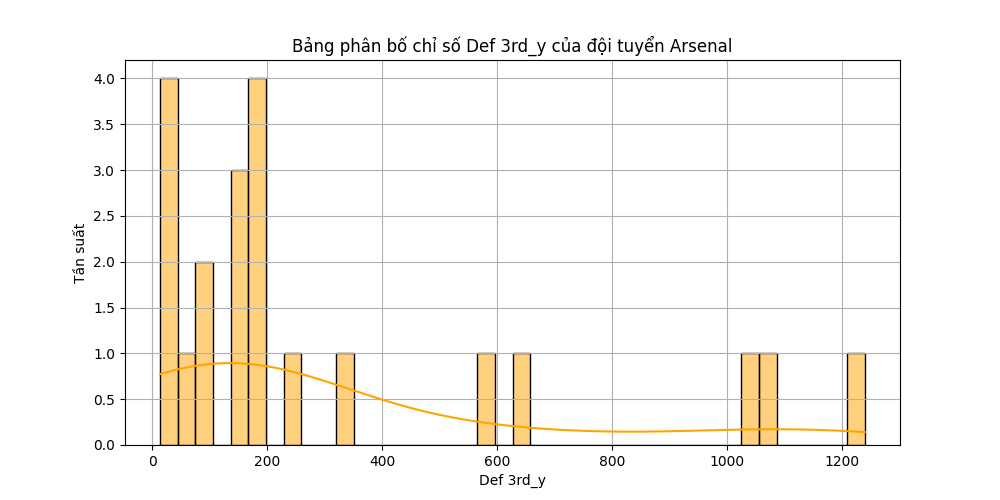 Bảng phân bố chỉ số Def 3rd_y của đội tuyển Arsenal
4.0
3.5
3.0
2.5
2.0
1.5
1.0
0.5
0.0
Tần suất
0 200 400 600 800 1000 1200
Def 3rd_y